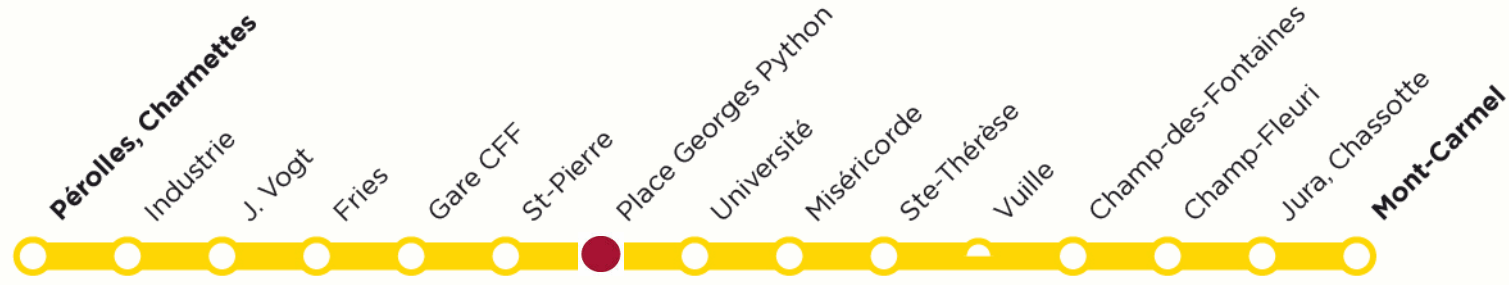 Pérolles, Charmettes
Industrie
J. Vogt
Fries
Gare CFF
St-Pierre
Place Georges Python
Université
Miséricorde
Ste-Thérèse
Vuille
Champ-des-Fontaines
Champ-Fleuri
Jura, Chassotte
Mont-Carmel